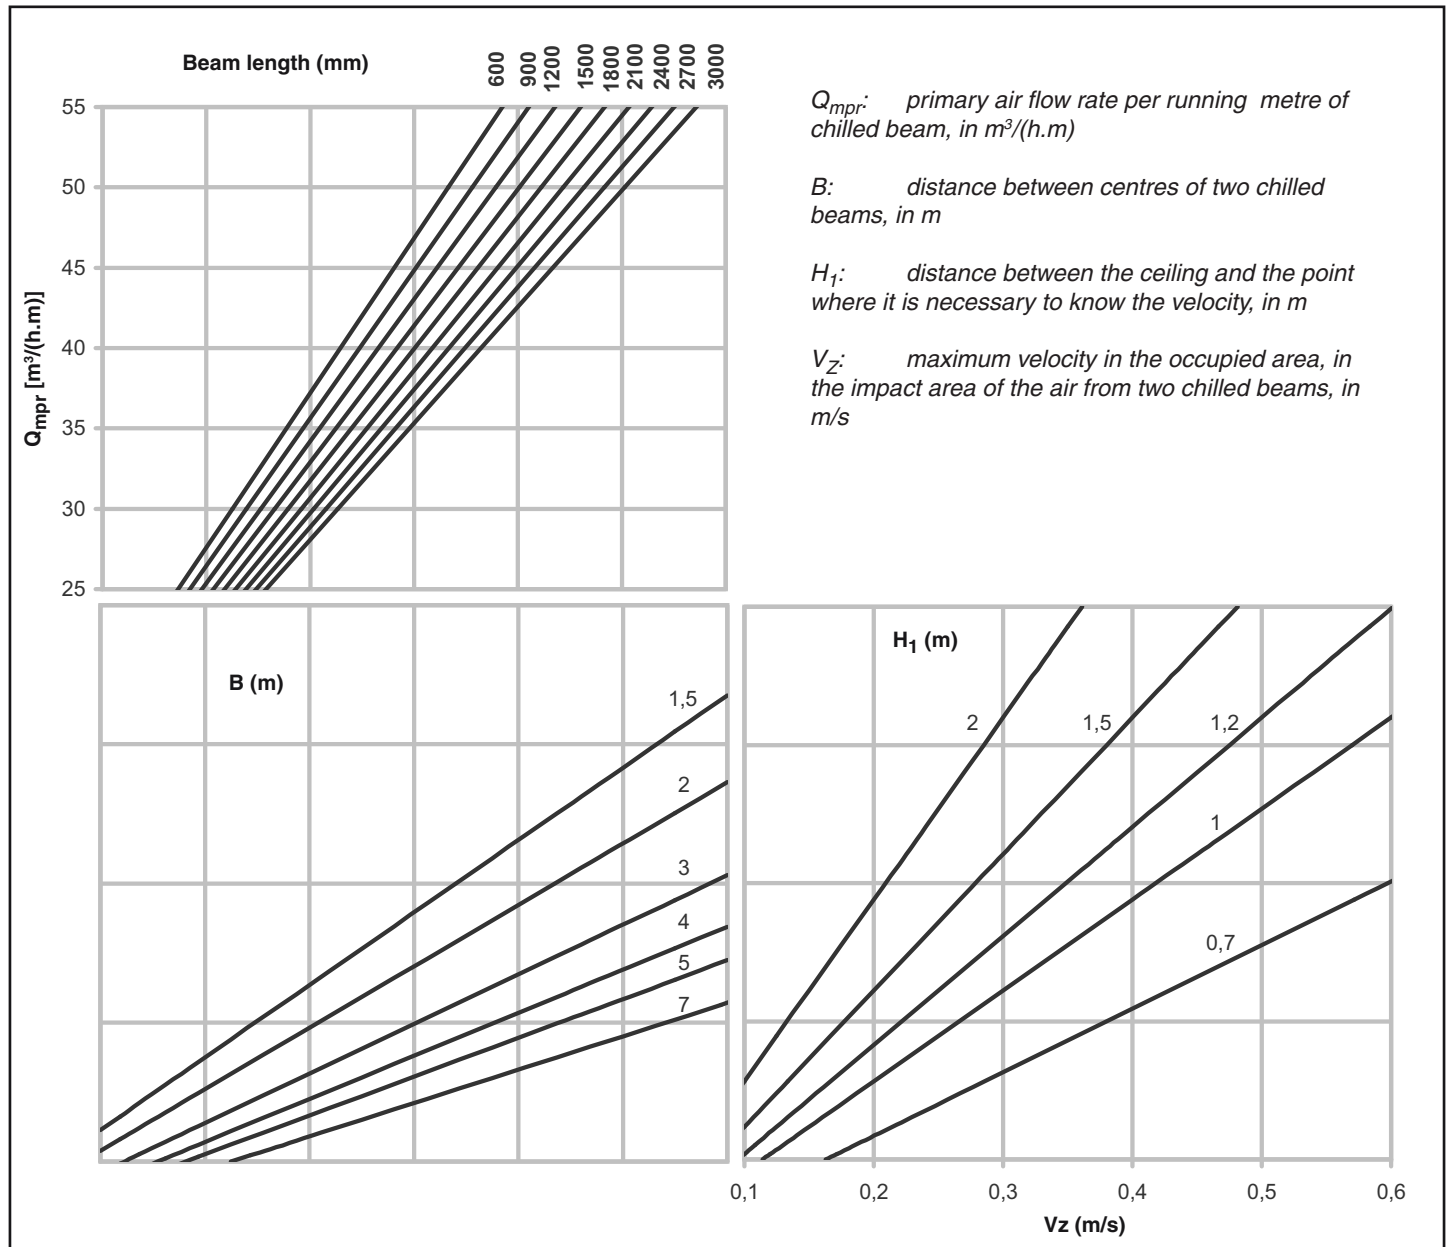 Beam length (mm)
600
900
1200
1500
1800
2100
2400
2700
3000
55
50
45
40
35
30
25
Qmpr [m³/(h.m)]
Qmpr: primary air flow rate per running metre of
chilled beam, in m³/(h.m)
B: distance between centres of two chilled
beams, in m
H1: distance between the ceiling and the point
where it is necessary to know the velocity, in m
VZ: maximum velocity in the occupied area, in
the impact area of the air from two chilled beams, in
m/s
B (m)
1,5
2
3
4
5
7
H1 (m)
2
1,5
1,2
1
0,7
0,1
0,2
0,3
0,4
0,5
0,6
Vz (m/s)